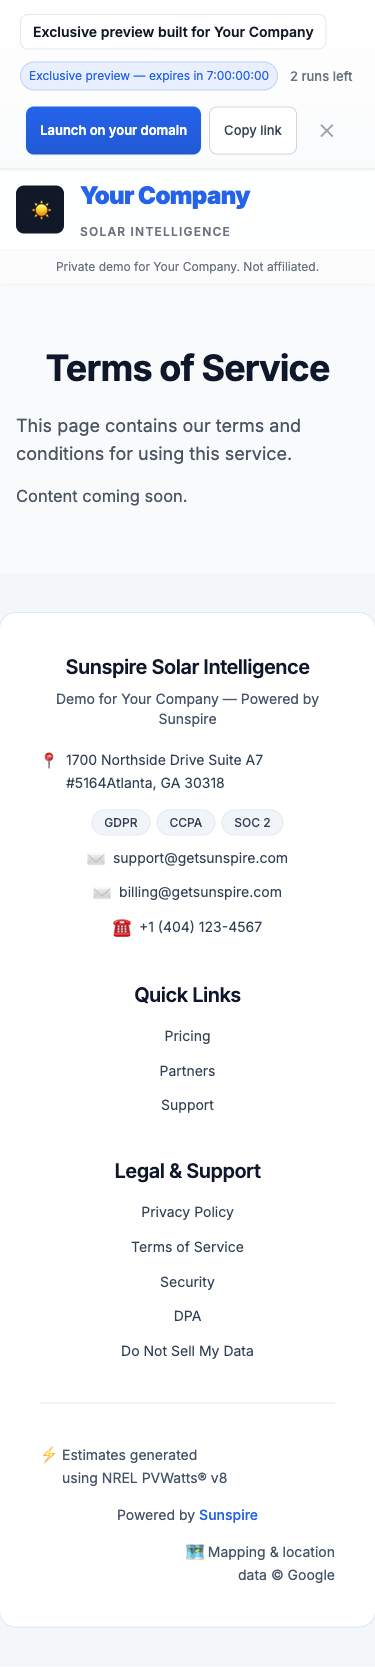 Exclusive preview built for Your Company
Exclusive preview — expires in 7:00:00:00 2 runs left
Launch on your domain Copy link
Your Company
SOLAR INTELLIGENCE
Private demo for Your Company. Not affiliated.
Terms of Service
This page contains our terms and
conditions for using this service.
Content coming soon.
Sunspire Solar Intelligence
Demo for Your Company — Powered by
Sunspire
1700 Northside Drive Suite A7
#5164Atlanta, GA 30318
GDPR CCPA SOC 2
support@getsunspire.com
billing@getsunspire.com
+1 (404) 123-4567
Quick Links
Pricing
Partners
Support
Legal & Support
Privacy Policy
Terms of Service
Security
DPA
Do Not Sell My Data
Estimates generated
using NREL PVWatts® v8
Powered by Sunspire
Mapping & location
data © Google